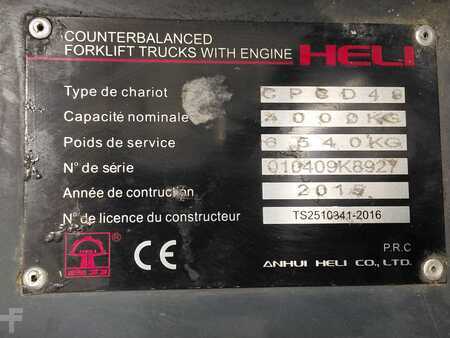 COUNTERBALANCED
FORKLIFT TRUCKS WITH ENGINE HELI
Type de chariot
Capacité nominale 4000KG
Poids de service 6540KG
N° de série 010409K8927
Année de contruction 2015
N° de licence du constructeur TS2510341-2016
® CE
P.R.C
ANHUI HELI CO., LTD.